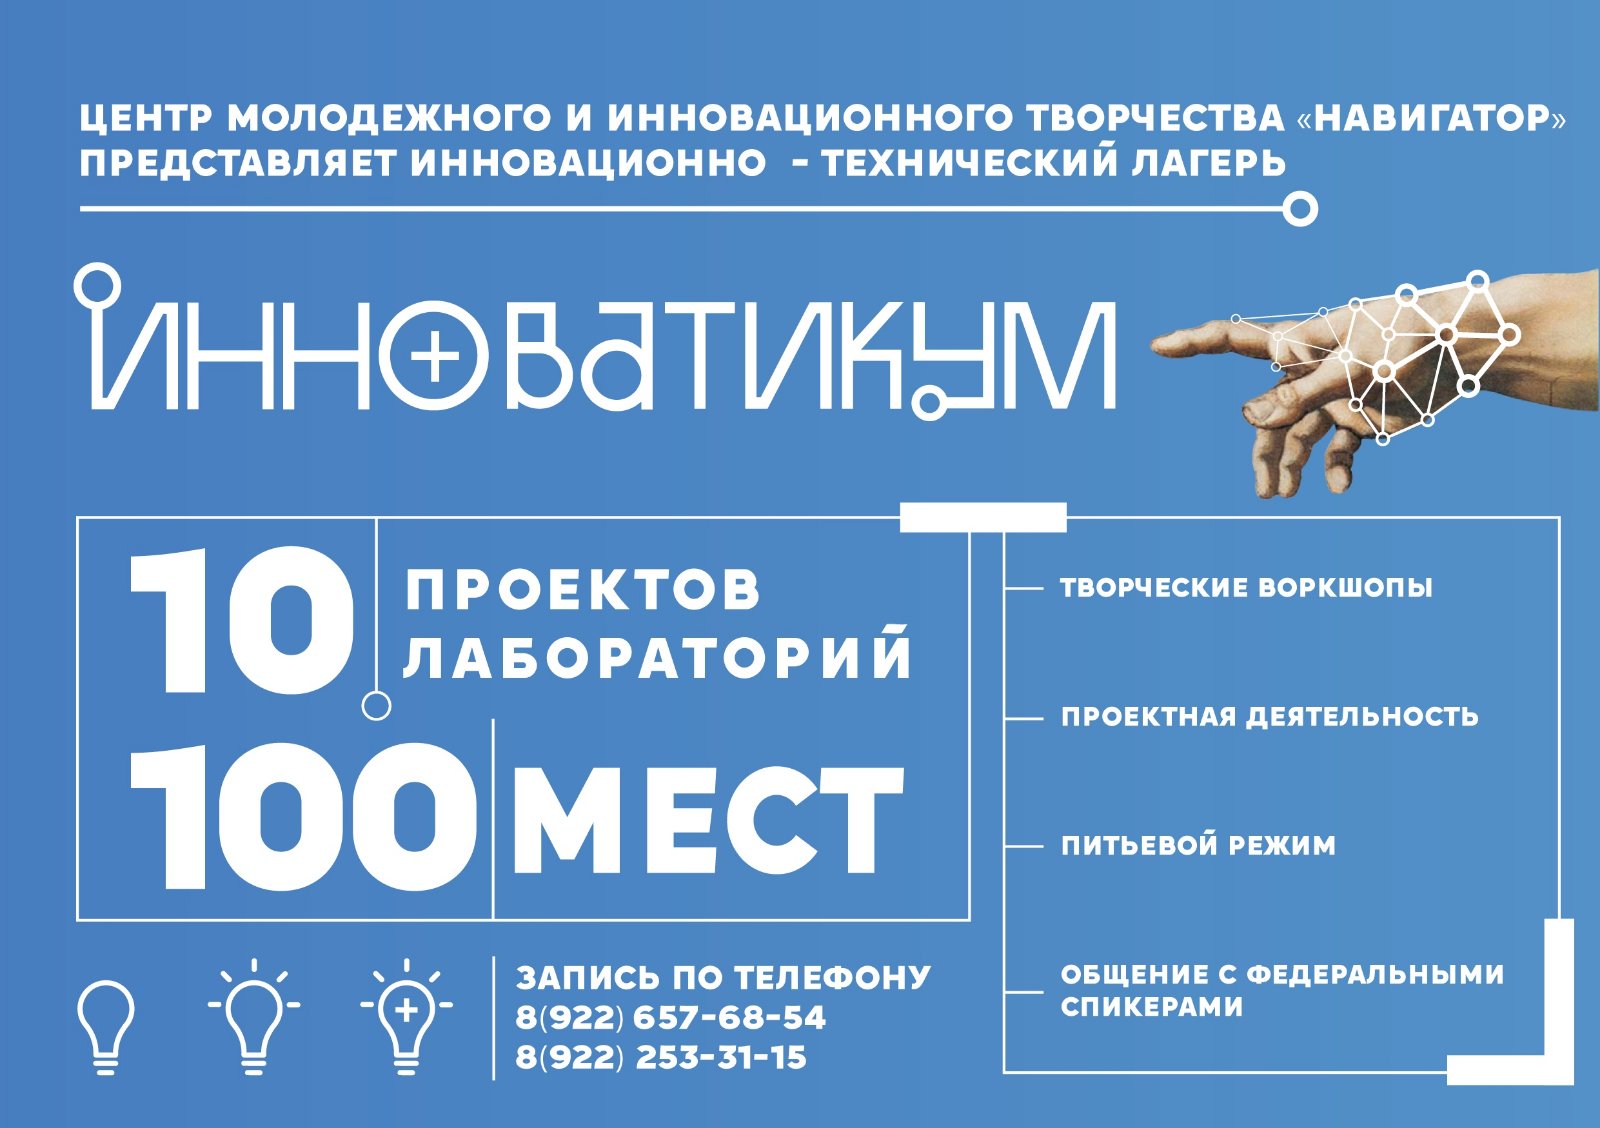 ЦЕНТР МОЛОДЕЖНОГО И ИННОВАЦИОННОГО ТВОРЧЕСТВА «НАВИГАТОР»
ПРЕДСТАВЛЯЕТ ИННОВАЦИОННО - ТЕХНИЧЕСКИЙ ЛАГЕРЬ
ИННОВАТИКУМ
10 ПРОЕКТОВ
ЛАБОРАТОРИЙ
100 МЕСТ
ЗАПИСЬ ПО ТЕЛЕФОНУ
8(922) 657-68-54
8(922) 253-31-15
ТВОРЧЕСКИЕ ВОРКШОПЫ
ПРОЕКТНАЯ ДЕЯТЕЛЬНОСТЬ
ПИТЬЕВОЙ РЕЖИМ
ОБЩЕНИЕ С ФЕДЕРАЛЬНЫМИ
СПИКЕРАМИ